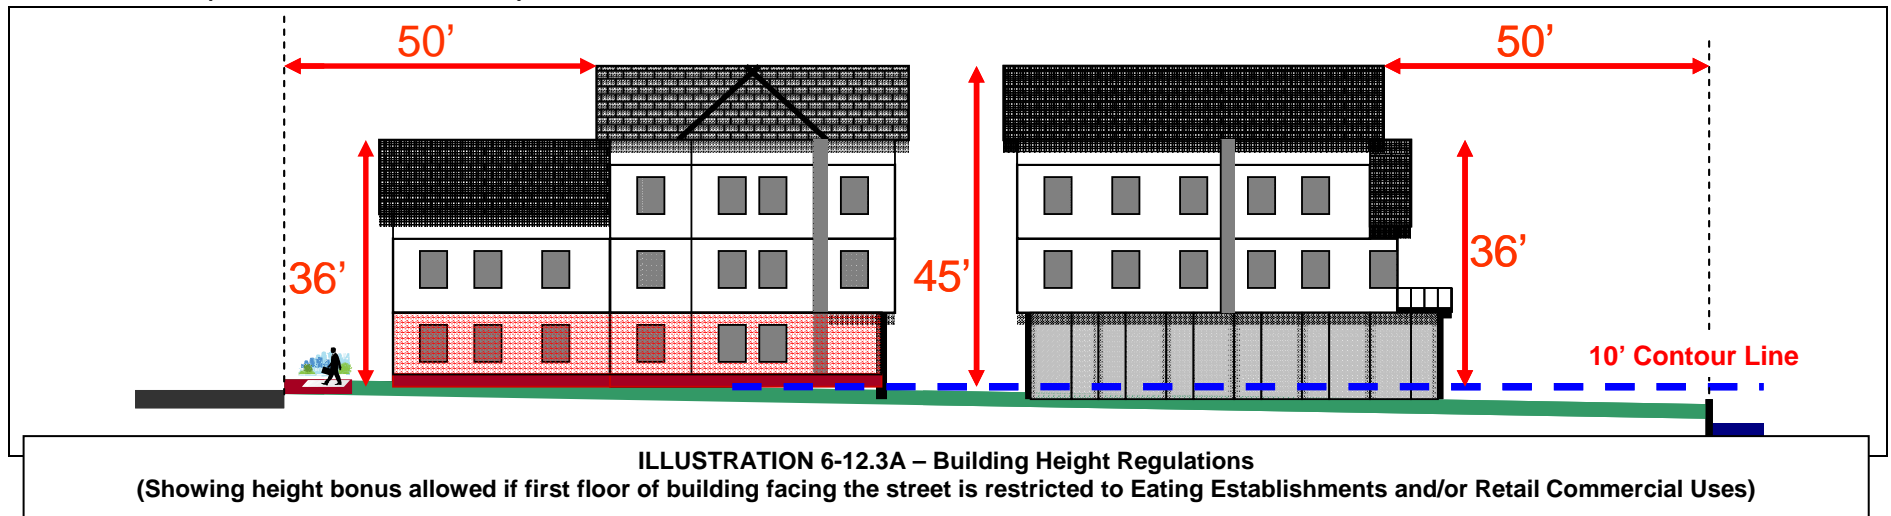 50’
50’
36’
45’
36’
10’ Contour Line
ILLUSTRATION 6-12.3A – Building Height Regulations
(Showing height bonus allowed if first floor of building facing the street is restricted to Eating Establishments and/or Retail Commercial Uses)